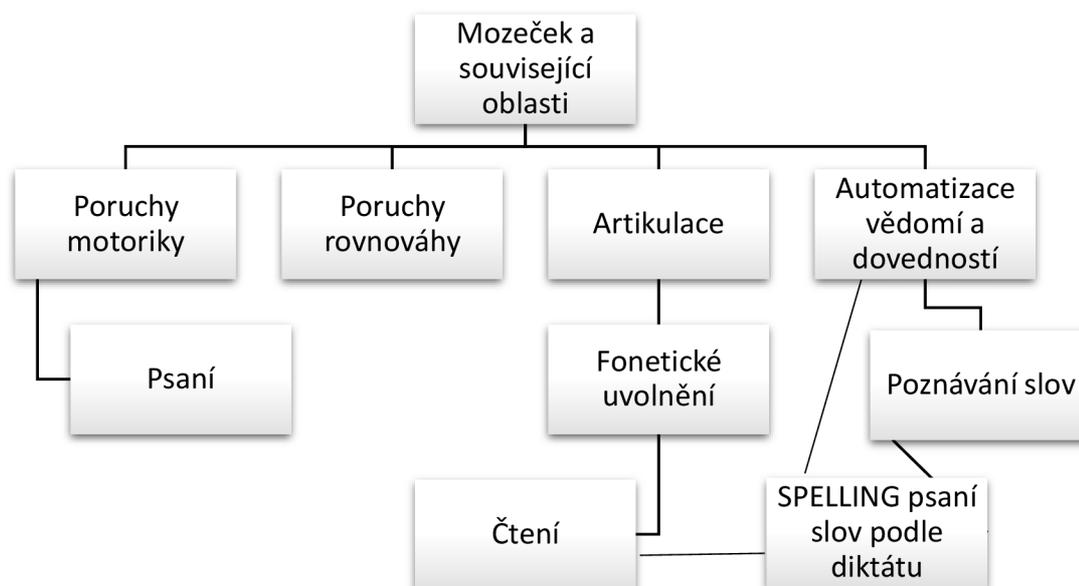 Mozeček a
související
oblasti
Poruchy
motoriky
Poruchy
rovnováhy
Artikulace
Automatizace
vědomí a
dovedností
Psaní
Fonetické
uvolnění
Poznávání slov
Čtení
SPELLING psaní
slov podle
diktátu